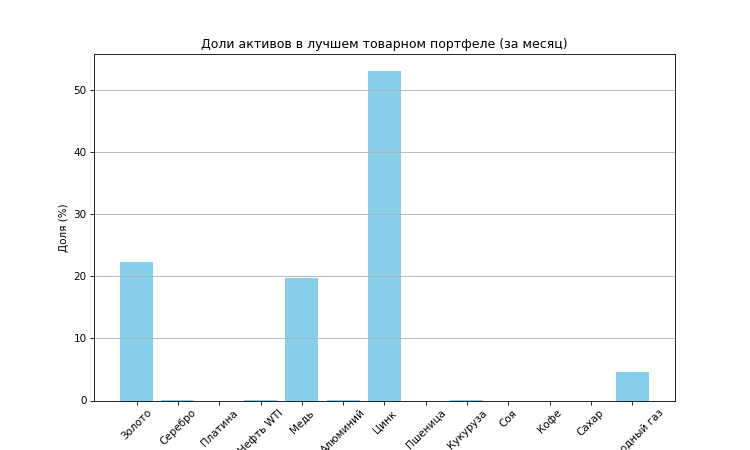 Доли активов в лучшем товарном портфеле (за месяц)
Доля (%)
50
40
30
20
10
0
Золото
Серебро
Платина
Нефть WTI
Медь
Алюминий
Цинк
Пшеница
Кукуруза
Соя
Кофе
Сахар
одный газ